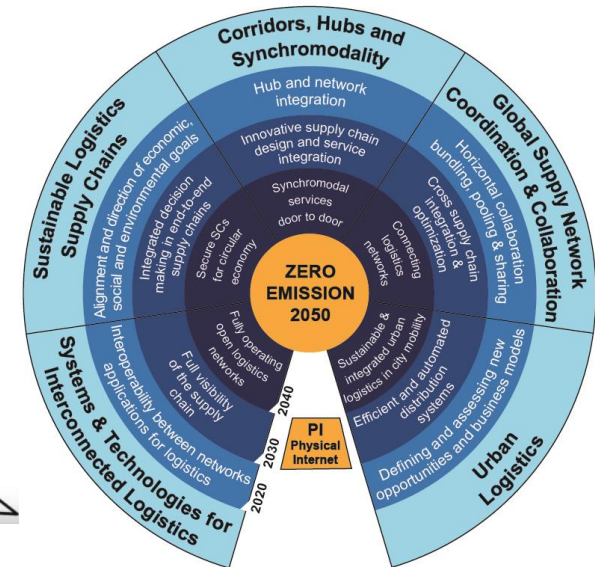 Corridors, Hubs and
Synchromodality
Hub and network
integration
Innovative supply chain
design and service
integration
Synchromodal
services
door to door
Global Supply Network
Coordination & Collaboration
Horizontal collaboration
bundling, pooling & sharing
Cross supply chain
integration &
optimization
Connecting
logistics
networks
Urban
Logistics
Defining and assessing new
opportunities and business models
Efficient and automated
distribution
systems
Sustainable &
integrated urban
logistics in city mobility
Sustainable Logistics
Supply Chains
Alignment and direction of economic,
social and environmental goals
Integrated decision
making in end-to-end
supply chains
Secure SCs
for circular
economy
Systems & Technologies for
Interconnected Logistics
Interoperability between networks
applications for logistics
Full visibility
of the supply
chain
Fully operating
open logistics
networks
ZERO
EMISSION
2050
2040
2030
2020
PI
Physical
Internet